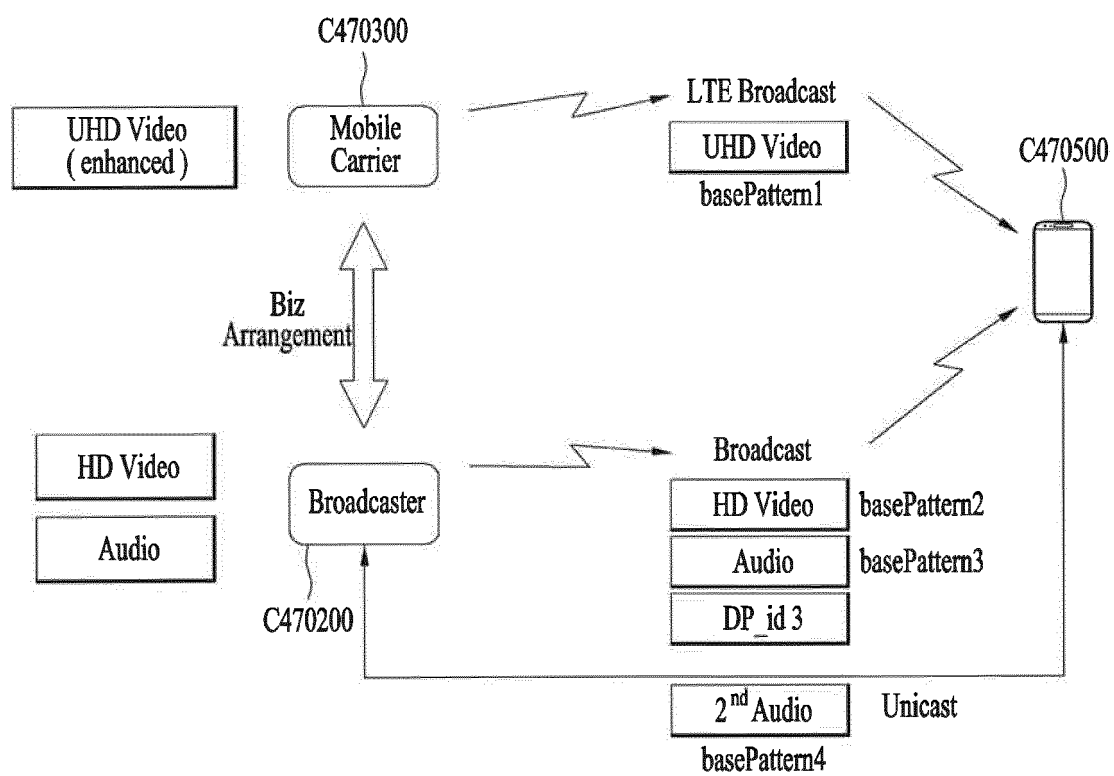 C470300
UHD Video
( enhanced )
Mobile
Carrier
LTE Broadcast
UHD Video
basePattern1
C470500
Biz
Arrangement
HD Video
Audio
Broadcaster
C470200
Broadcast
HD Video
basePattern2
Audio
basePattern3
DP_id 3
2nd Audio
Unicast
basePattern4